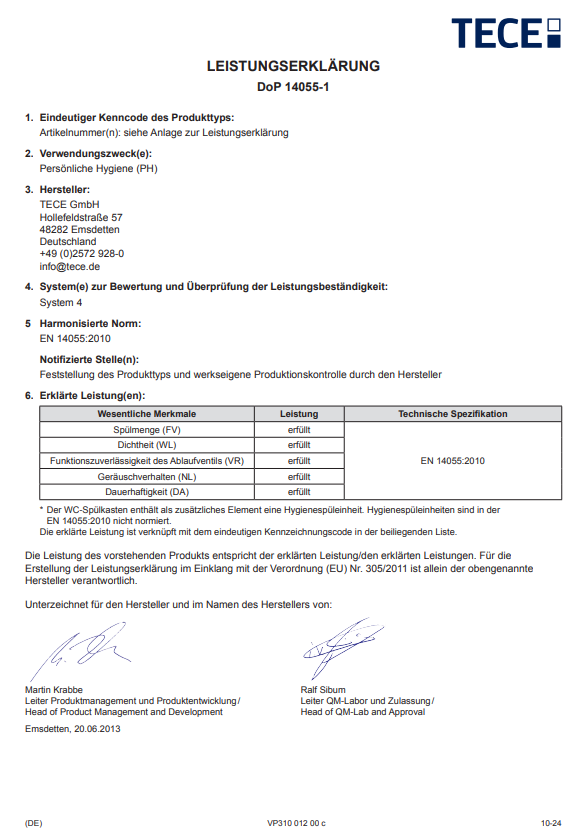 TECE
LEISTUNGSERKLÄRUNG
DoP 14055-1
1. Eindeutiger Kenncode des Produkttyps:
Artikelnummer(n): siehe Anlage zur Leistungserklärung
2. Verwendungszweck(e):
Persönliche Hygiene (PH)
3. Hersteller:
TECE GmbH
Hollefeldstraße 57
48282 Emsdetten
Deutschland
+49 (0)2572 928-0
info@tece.de
4. System(e) zur Bewertung und Überprüfung der Leistungsbeständigkeit:
System 4
5 Harmonisierte Norm:
EN 14055:2010
Notifizierte Stelle(n):
Feststellung des Produkttyps und werkseigene Produktionskontrolle durch den Hersteller
6. Erklärte Leistung(en):
Wesentliche Merkmale Leistung Technische Spezifikation
Spülmenge (FV) erfüllt
Dichtheit (WL) erfüllt
Funktionszuverlässigkeit des Ablaufventils (VR) erfüllt EN 14055:2010
Geräuschverhalten (NL) erfüllt
Dauerhaftigkeit (DA) erfüllt
* Der WC-Spülkasten enthält als zusätzliches Element eine Hygienespüleinheit. Hygienespüleinheiten sind in der
EN 14055:2010 nicht normiert.
Die erklärte Leistung ist verknüpft mit dem eindeutigen Kennzeichnungscode in der beiliegenden Liste.
Die Leistung des vorstehenden Produkts entspricht der erklärten Leistung/den erklärten Leistungen. Für die
Erstellung der Leistungserklärung im Einklang mit der Verordnung (EU) Nr. 305/2011 ist allein der obengenannte
Hersteller verantwortlich.
Unterzeichnet für den Hersteller und im Namen des Herstellers von:
Martin Krabbe
Leiter Produktmanagement und Produktentwicklung/
Head of Product Management and Development
Ralf Sibum
Leiter QM-Labor und Zulassung/
Head of QM-Lab and Approval
Emsdetten, 20.06.2013
(DE) VP310 012 00 c 10-24